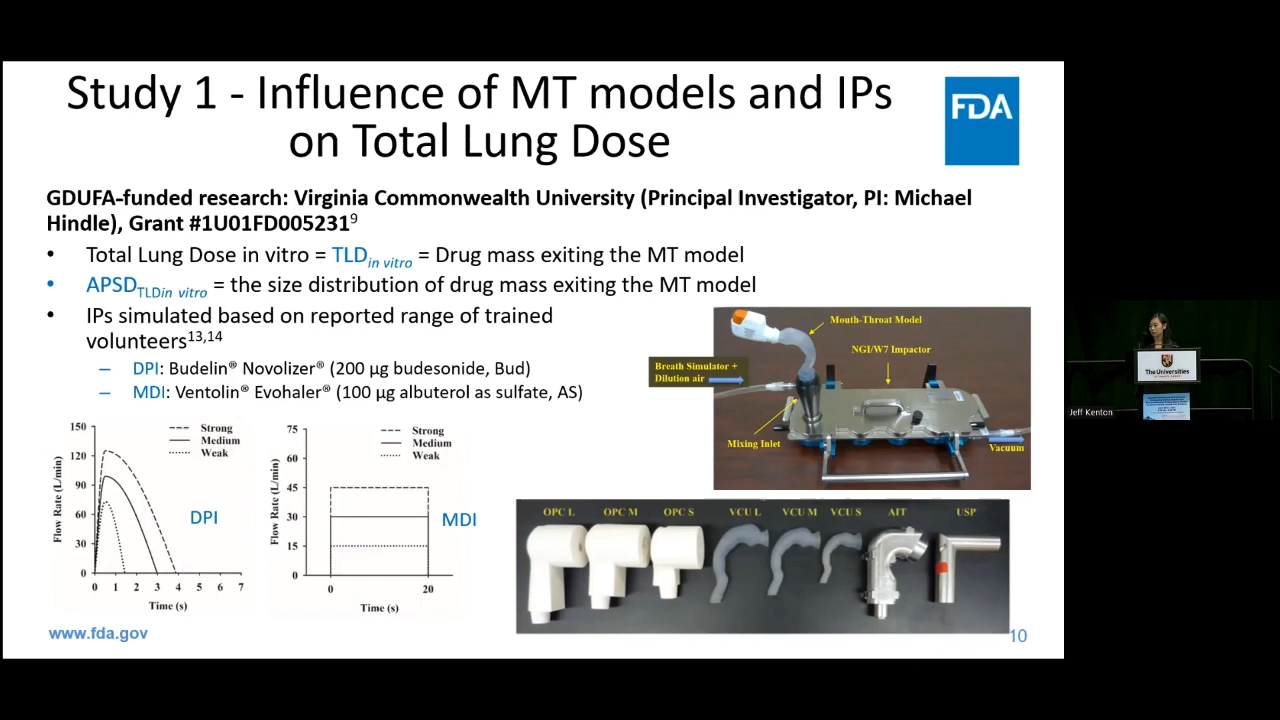 Study 1 - Influence of MT models and IPs
on Total Lung Dose
FDA
GDUFA-funded research: Virginia Commonwealth University (Principal Investigator, PI: Michael
Hindle), Grant #1U01FD005231⁹
• Total Lung Dose in vitro = TLDin vitro = Drug mass exiting the MT model
• APSDTLDin vitro = the size distribution of drug mass exiting the MT model
• IPs simulated based on reported range of trained
volunteers¹³,¹⁴
– DPI: Budelin® Novolizer® (200 µg budesonide, Bud)
– MDI: Ventolin® Evohaler® (100 µg albuterol as sulfate, AS)
Mouth-Throat Model
NGI/W7 Impactor
Breath Simulator +
Dilution air
Mixing Inlet
Vacuum
150
120
90
60
30
0
Flow Rate (L/min)
Strong
Medium
Weak
DPI
0 1 2 3 4 5 6 7
Time (s)
75
60
45
30
15
0
Flow Rate (L/min)
Strong
Medium
Weak
MDI
0 20
Time (s)
OPC L OPC M OPC S VCU L VCU M VCU S AIT USP
www.fda.gov
10
The Universities
Jeff Kenton